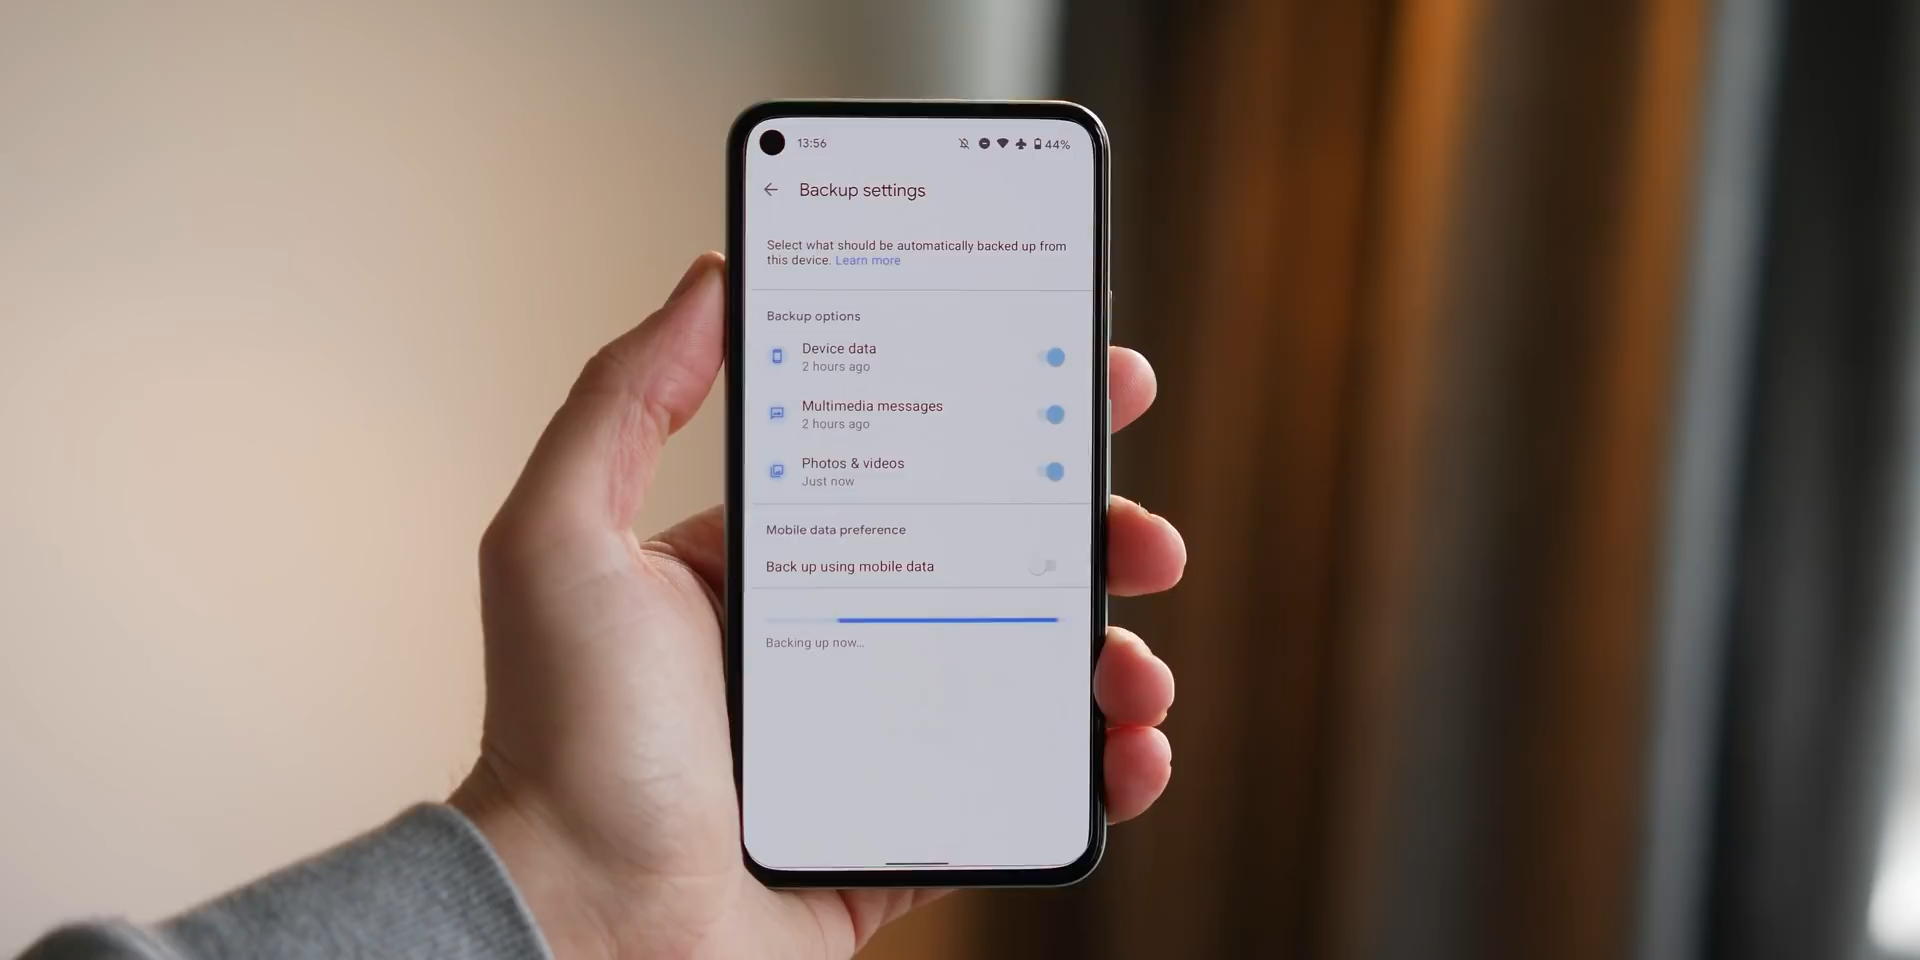 13:56 44%
Backup settings
Select what should be automatically backed up from
this device. Learn more
Backup options
Device data
2 hours ago
Multimedia messages
2 hours ago
Photos & videos
Just now
Mobile data preference
Back up using mobile data
Backing up now...